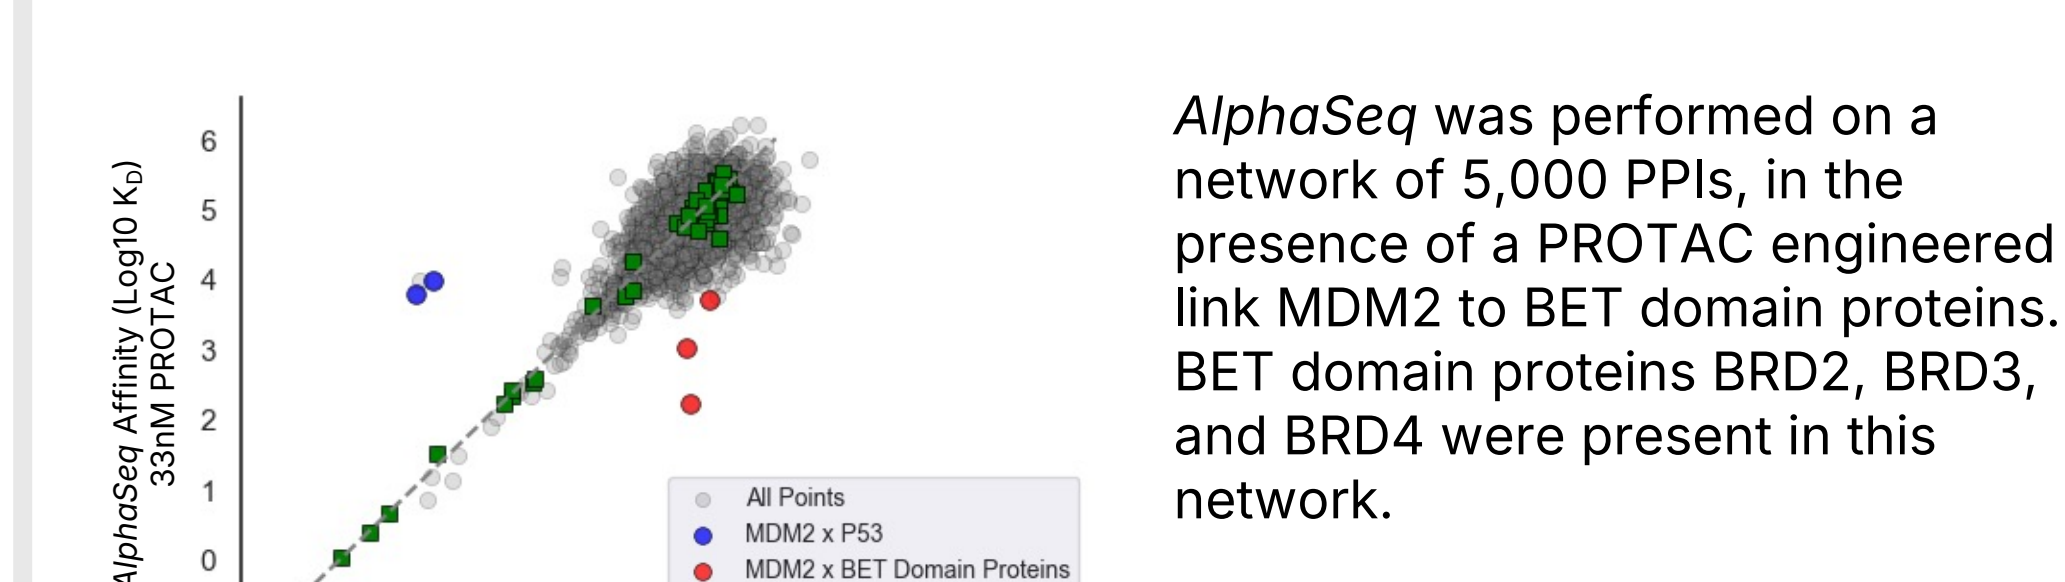 AlphaSeq Affinity (Log10 KD)
33nM PROTAC
6
5
4
3
2
1
0
All Points
MDM2 x P53
MDM2 x BET Domain Proteins
AlphaSeq was performed on a
network of 5,000 PPIs, in the
presence of a PROTAC engineered
link MDM2 to BET domain proteins.
BET domain proteins BRD2, BRD3,
and BRD4 were present in this
network.